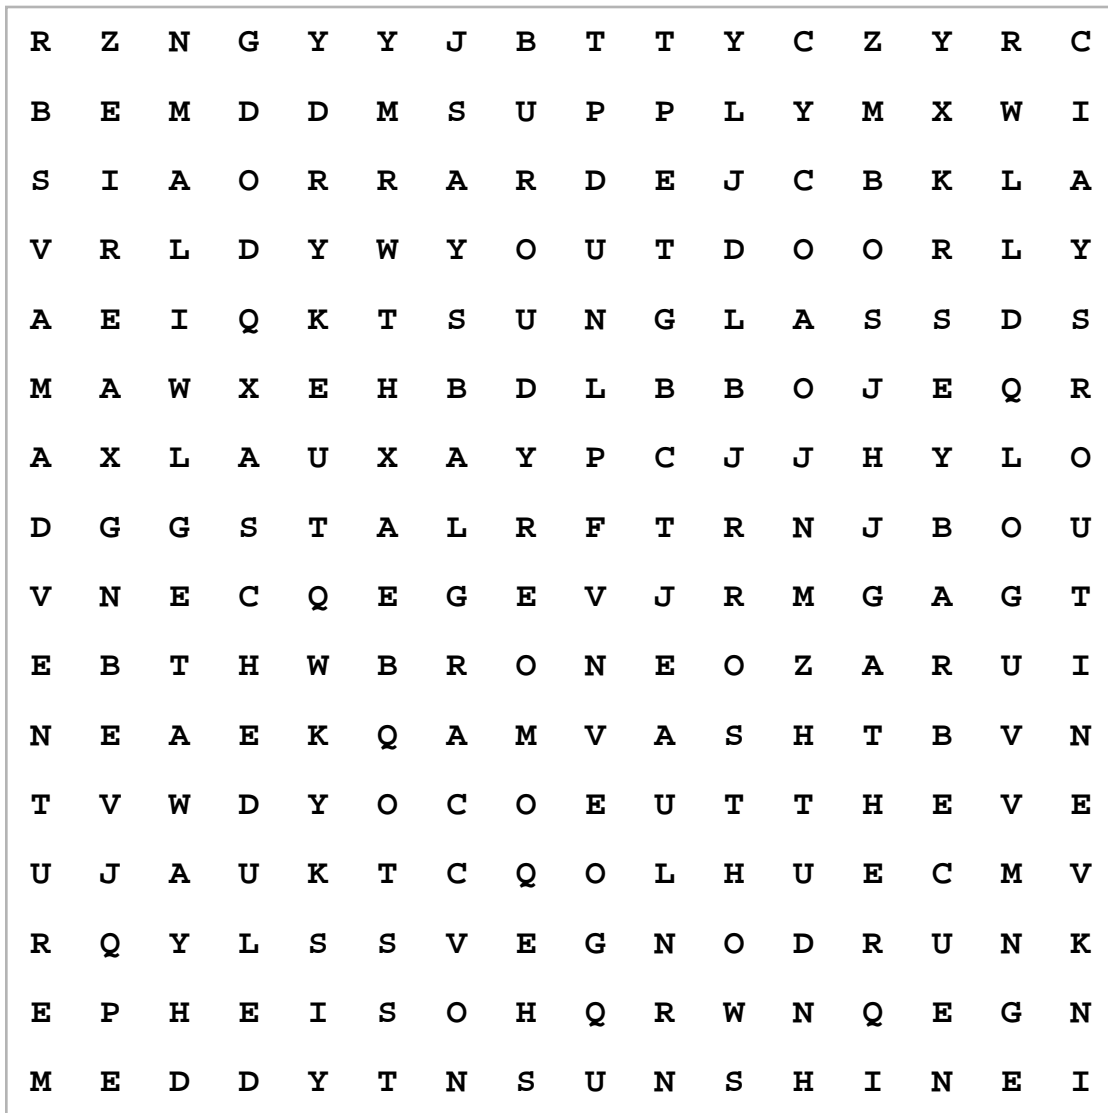 R Z N G Y Y J B T T Y C Z Y R C
B E M D D M S U P P L Y M X W I
S I A O R R A R D E J C B K L A
V R L D Y W Y O U T D O O R L Y
A E I Q K T S U N G L A S S D S
M A W X E H B D L B B O J E Q R
A X L A U X A Y P C J J H Y L O
D G G S T A L R F T R N J B O U
V N E C Q E G E V J R M G A G T
E B T H W B R O N E O Z A R U I
N E A E K Q A M V A S H T B V N
T V W D Y O C O E U T T H E V E
U J A U K T C Q O L H U E C M V
R Q Y L S S V E G N O D R U N K
E P H E I S O H Q R W N Q E G N
M E D D Y T N S U N S H I N E I